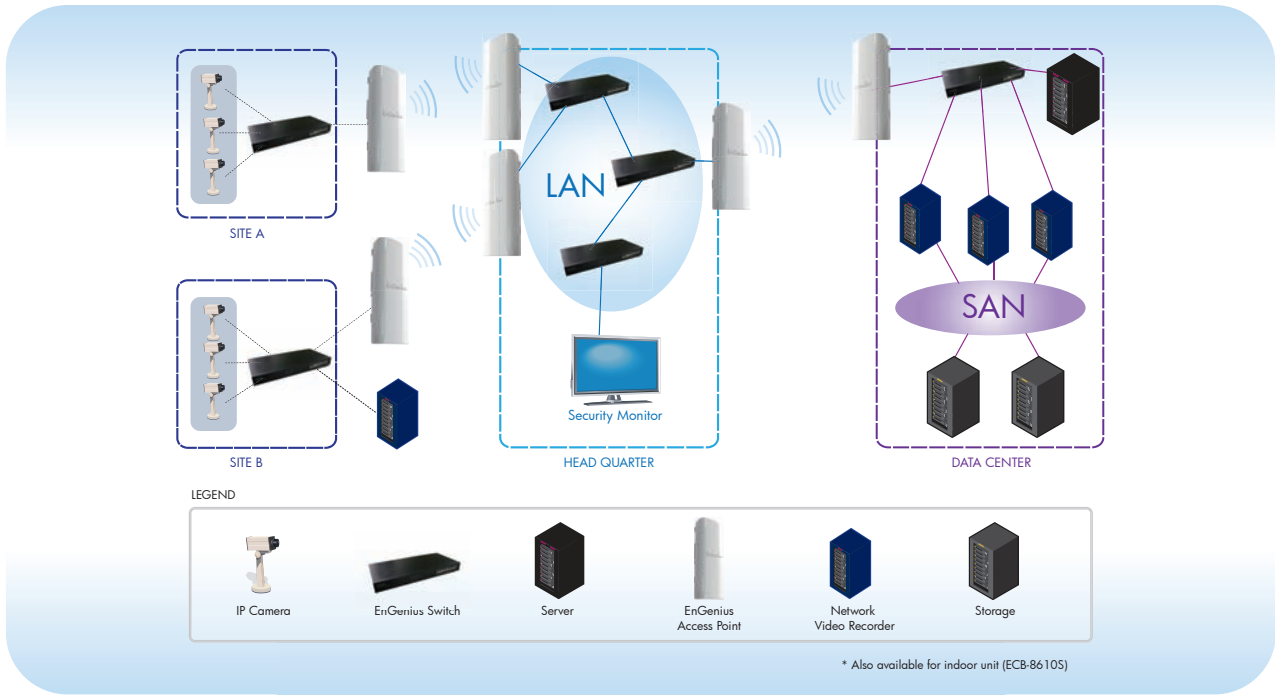 LAN
SITE A
SAN
Security Monitor
SITE B
HEAD QUARTER
DATA CENTER
LEGEND
IP Camera
EnGenius Switch
Server
EnGenius
Access Point
Network
Video Recorder
Storage
* Also available for indoor unit (ECB-8610S)